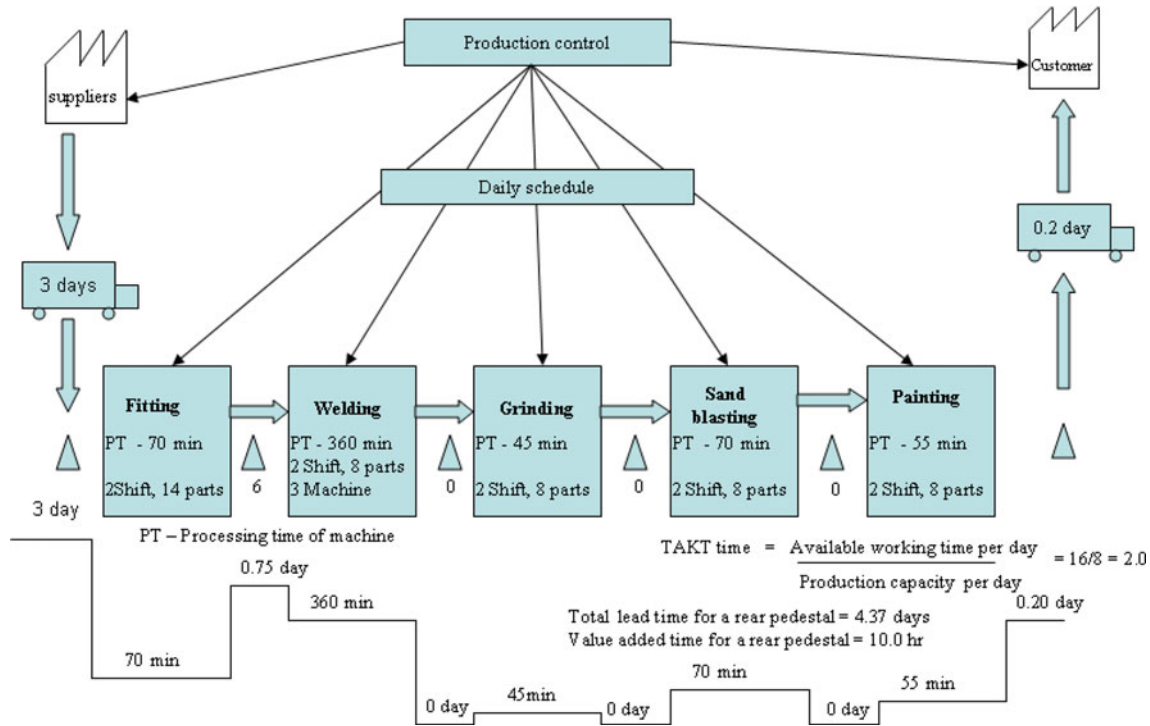 Production control
suppliers
Customer
Daily schedule
3 days
0.2 day
Fitting
PT - 70 min
2Shift, 14 parts
Welding
PT - 360 min
2 Shift, 8 parts
3 Machine
Grinding
PT - 45 min
2 Shift, 8 parts
Sand
blasting
PT - 70 min
2 Shift, 8 parts
Painting
PT - 55 min
2 Shift, 8 parts
6
0
0
0
3 day
PT – Processing time of machine
TAKT time = Available working time per day
Production capacity per day
= 16/8 = 2.0
0.75 day
360 min
Total lead time for a rear pedestal = 4.37 days
Value added time for a rear pedestal = 10.0 hr
0.20 day
70 min
0 day
45min
0 day
70 min
0 day
55 min